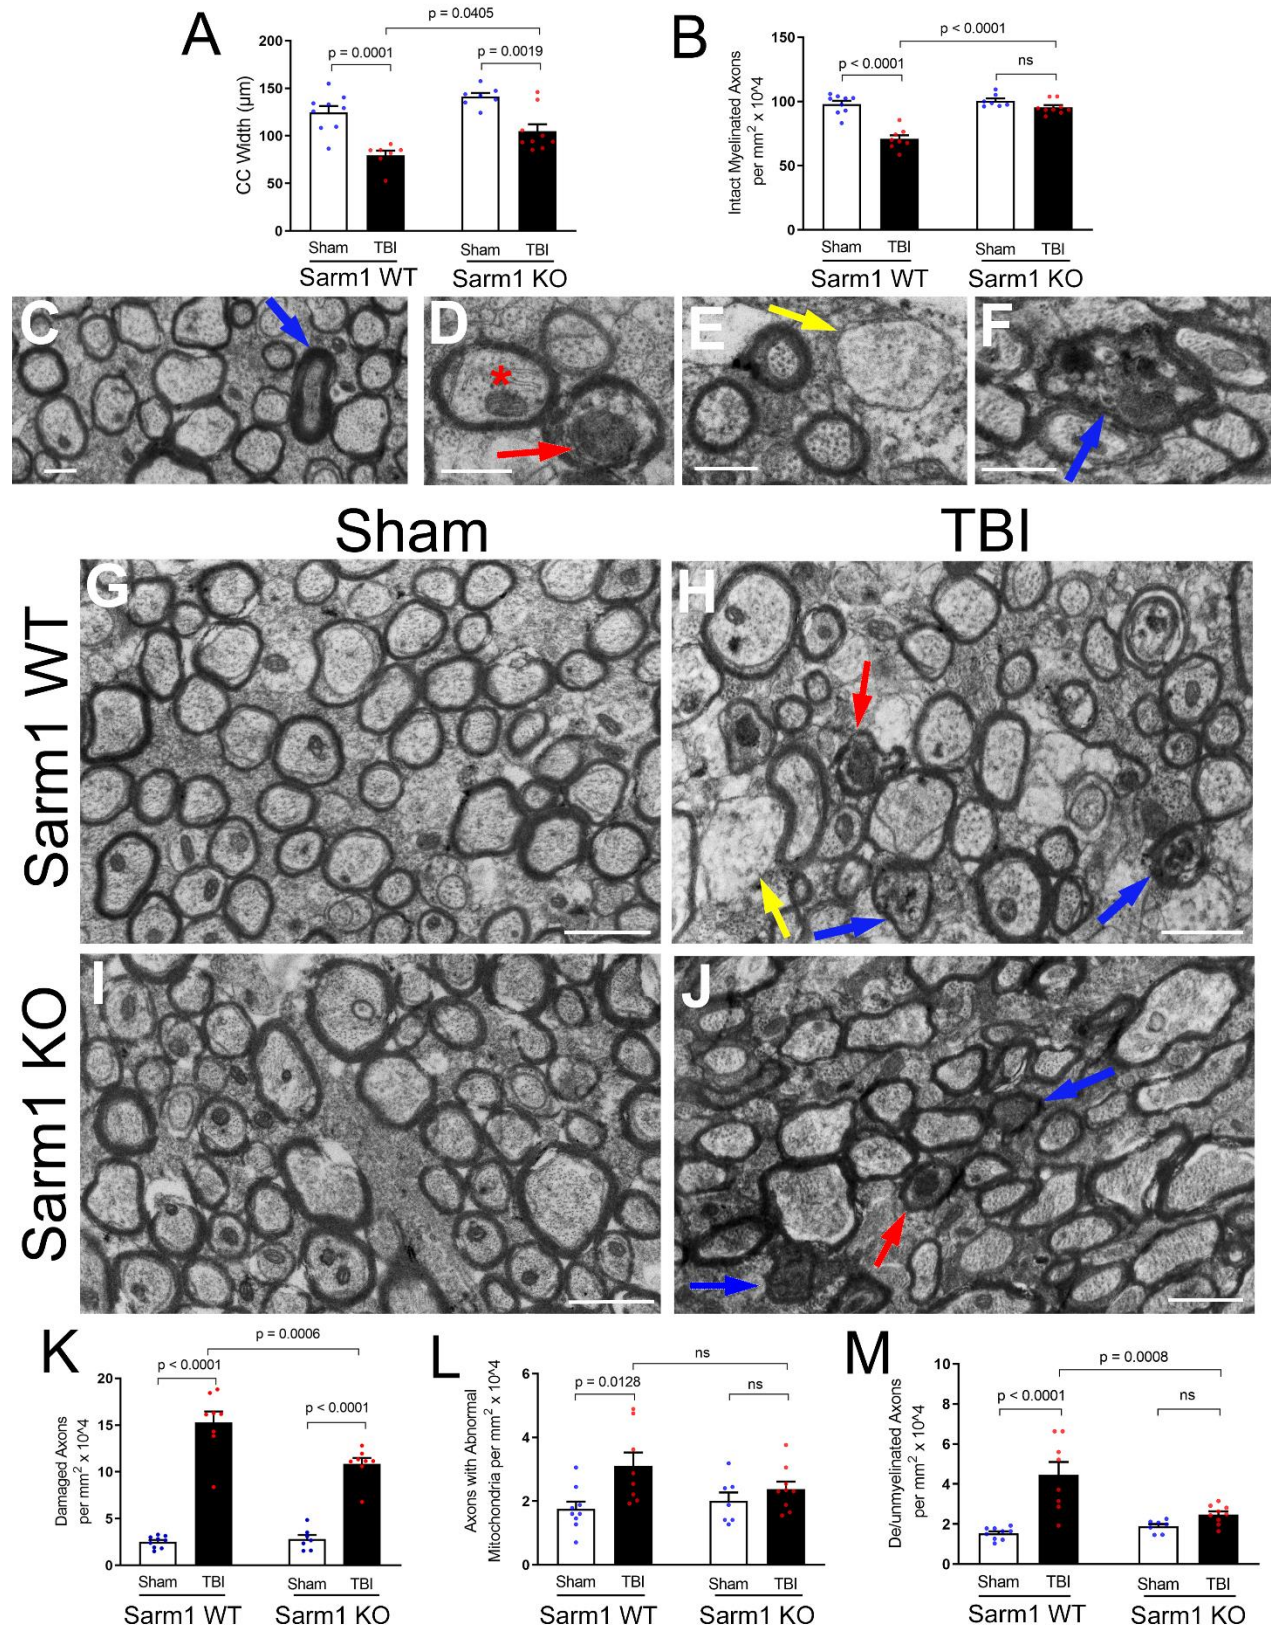 A
p = 0.0405
p = 0.0001
p = 0.0019
CC Width (µm)
200
150
100
50
0
Sham
TBI
Sham
TBI
Sarm1 WT
Sarm1 KO
B
p < 0.0001
p < 0.0001
ns
Intact Myelinated Axons
per mm² x 10^4
150
100
50
0
Sham
TBI
Sham
TBI
Sarm1 WT
Sarm1 KO
C
D
*
E
F
Sham
TBI
Sarm1 WT
G
H
Sarm1 KO
I
J
K
p = 0.0006
p < 0.0001
p < 0.0001
Damaged Axons
per mm² x 10^4
20
15
10
5
0
Sham
TBI
Sham
TBI
Sarm1 WT
Sarm1 KO
L
ns
p = 0.0128
ns
Axons with Abnormal
Mitochondria per mm² x 10^4
6
4
2
0
Sham
TBI
Sham
TBI
Sarm1 WT
Sarm1 KO
M
p = 0.0008
p < 0.0001
ns
De/unmyelinated Axons
per mm² x 10^4
10
8
6
4
2
0
Sham
TBI
Sham
TBI
Sarm1 WT
Sarm1 KO